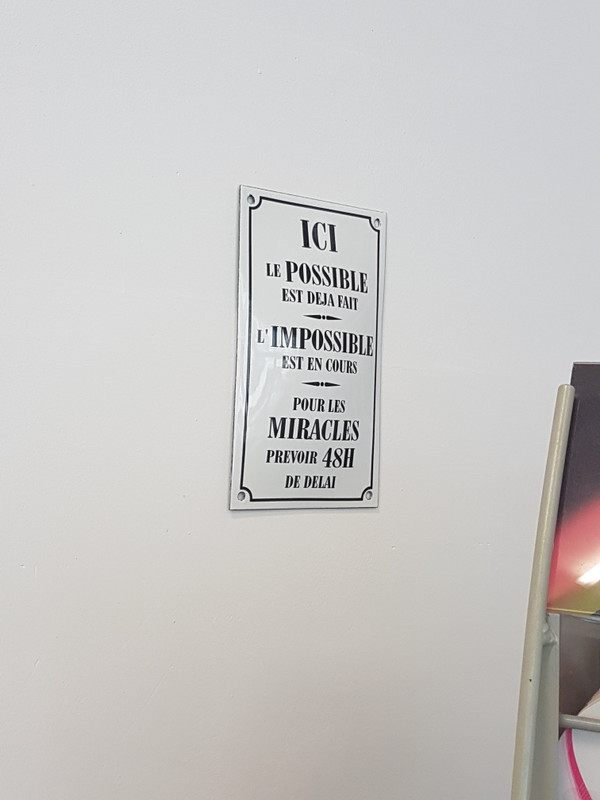 ICI
LE POSSIBLE
EST DEJA FAIT
L'IMPOSSIBLE
EST EN COURS
POUR LES
MIRACLES
PREVOIR 48H
DE DELAI